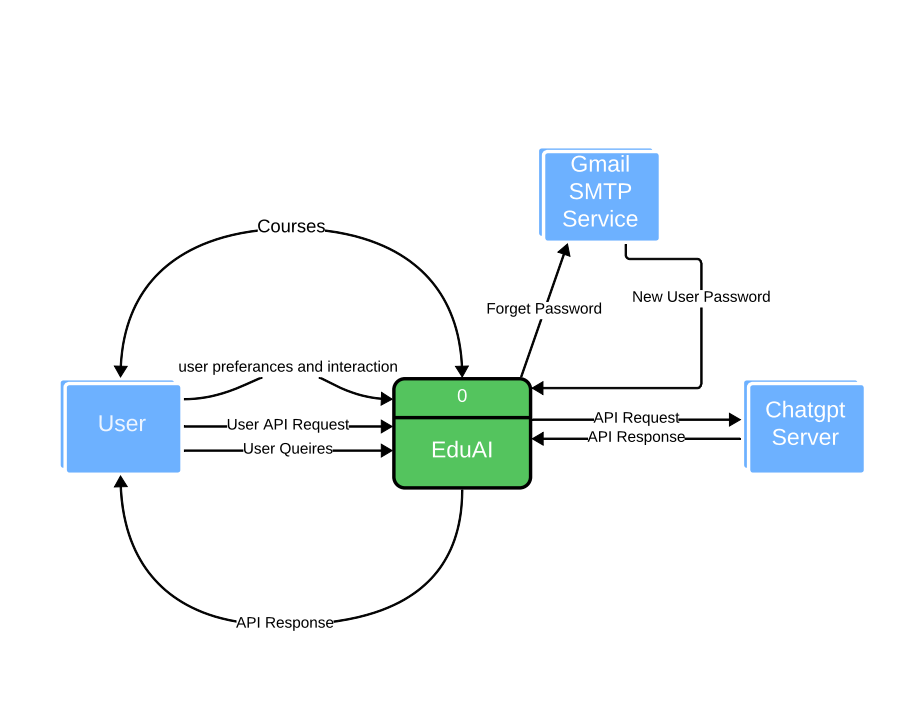 Gmail
SMTP
Service
Courses
New User Password
Forget Password
user preferances and interaction
0
User
User API Request
User Queires
EduAI
API Request
API Response
Chatgpt
Server
API Response